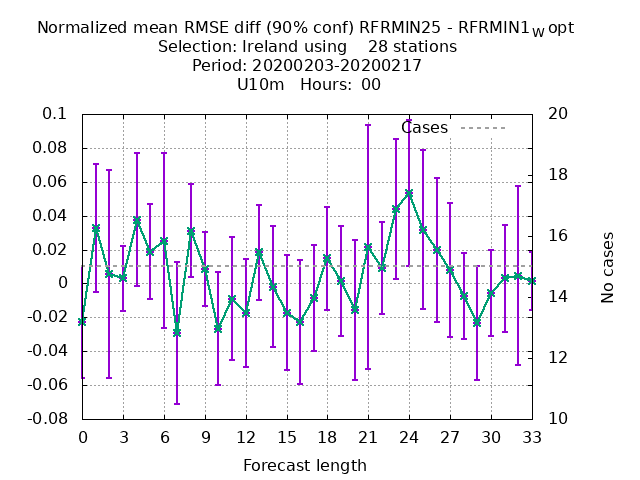 Normalized mean RMSE diff (90% conf) RFRMIN25 - RFRMIN1w opt
Selection: Ireland using 28 stations
Period: 20200203-20200217
U10m Hours: 00
Cases
0.1
0.08
0.06
0.04
0.02
0
-0.02
-0.04
-0.06
-0.08
20
18
16
14
12
10
No cases
0 3 6 9 12 15 18 21 24 27 30 33
Forecast length